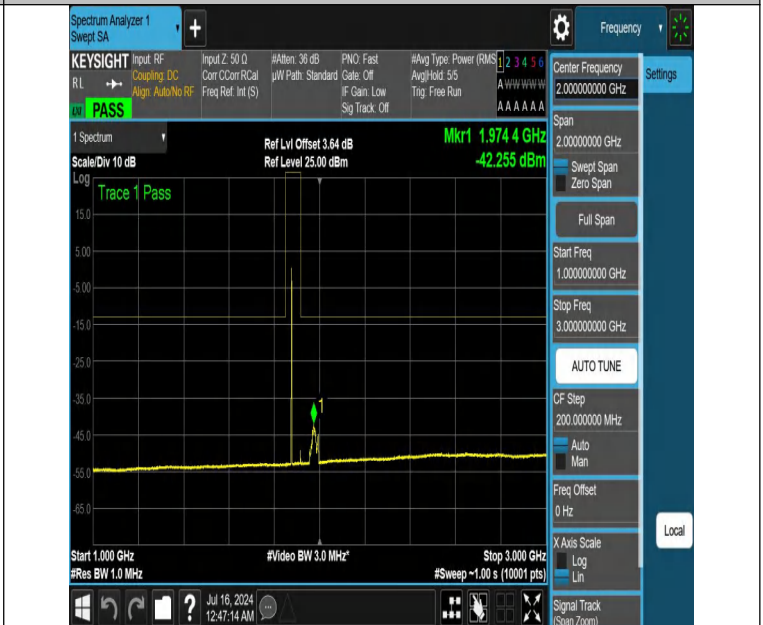 Spectrum Analyzer 1
Swept SA
+
Frequency
KEYSIGHT
RL
PASS
Input: RF
Coupling: DC
Align: Auto/No RF
Input Z: 50 Ω
Corr CCorr RCal
Freq Ref: Int (S)
#Atten: 36 dB
µW Path: Standard
PNO: Fast
Gate: Off
IF Gain: Low
Sig Track: Off
#Avg Type: Power (RMS
Avg|Hold: 5/5
Trig: Free Run
1 2 3 4 5 6
A W W W W W
A A A A A A
1 Spectrum
Scale/Div 10 dB
Log
Ref Lvl Offset 3.64 dB
Ref Level 25.00 dBm
Mkr1 1.974 4 GHz
-42.255 dBm
Trace 1 Pass
15.0
5.00
-5.00
-15.0
-25.0
-35.0
-45.0
-55.0
-65.0
1
Start 1.000 GHz
#Res BW 1.0 MHz
#Video BW 3.0 MHz*
Stop 3.000 GHz
#Sweep ~1.00 s (10001 pts)
Jul 16, 2024
12:47:14 AM
Center Frequency
2.000000000 GHz
Settings
Span
2.00000000 GHz
Swept Span
Zero Span
Full Span
Start Freq
1.000000000 GHz
Stop Freq
3.000000000 GHz
AUTO TUNE
CF Step
200.000000 MHz
Auto
Man
Freq Offset
0 Hz
X Axis Scale
Log
Lin
Local
Signal Track
(Span Zoom)